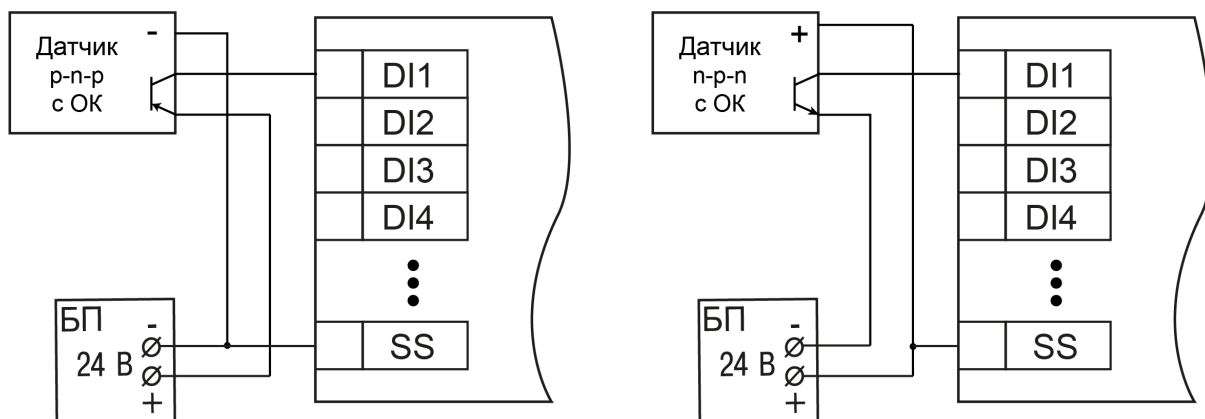 Датчик
p-n-p
с ОК
-
DI1
DI2
DI3
DI4
SS
БП
-
24 В
+
Датчик
n-p-n
с ОК
+
DI1
DI2
DI3
DI4
SS
БП
-
24 В
+